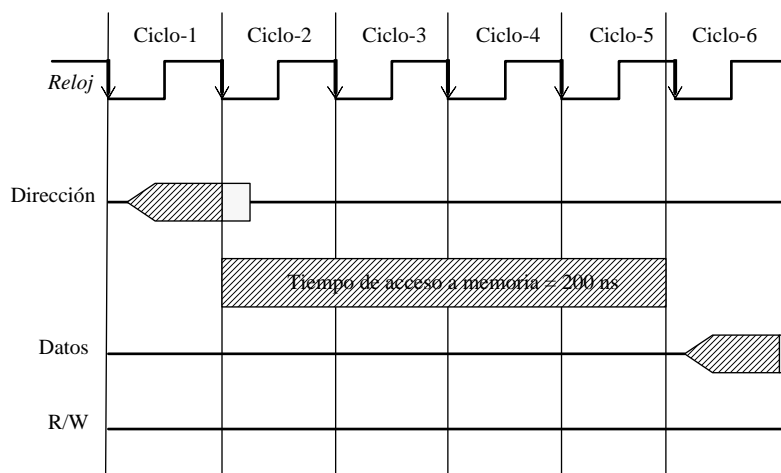 Ciclo-1 Ciclo-2 Ciclo-3 Ciclo-4 Ciclo-5 Ciclo-6
Reloj
Dirección
Tiempo de acceso a memoria = 200 ns
Datos
R/W